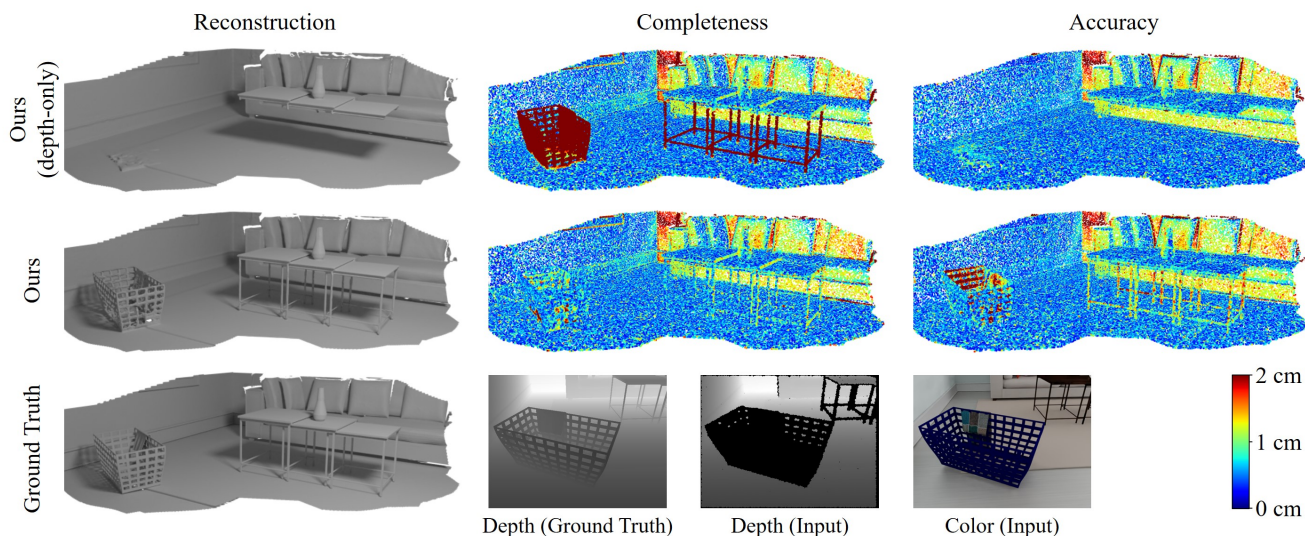 Reconstruction
Completeness
Accuracy
Ours
(depth-only)
Ours
Ground Truth
2 cm
1 cm
0 cm
Depth (Ground Truth)
Depth (Input)
Color (Input)